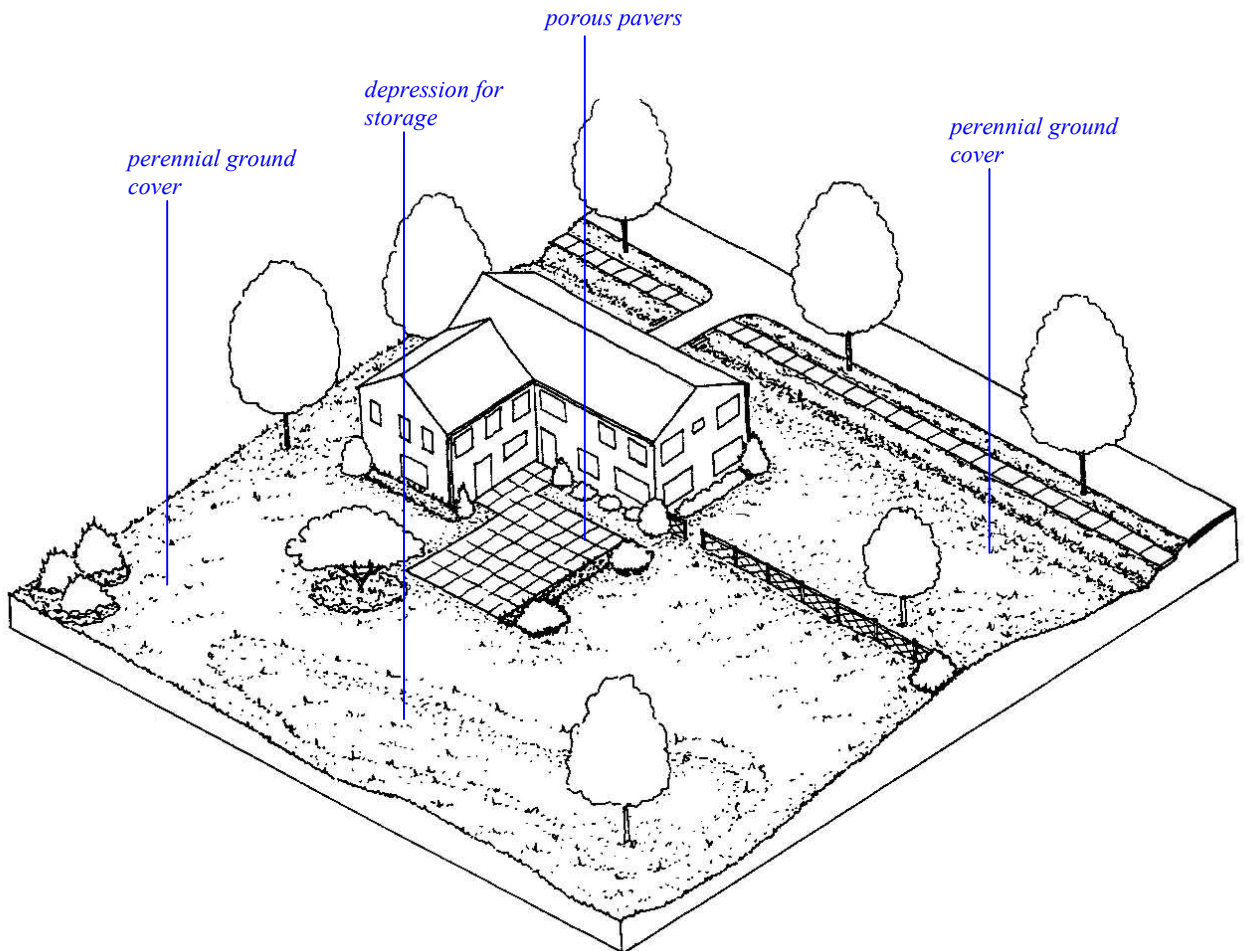 porous pavers
depression for
storage
perennial ground
cover
perennial ground
cover